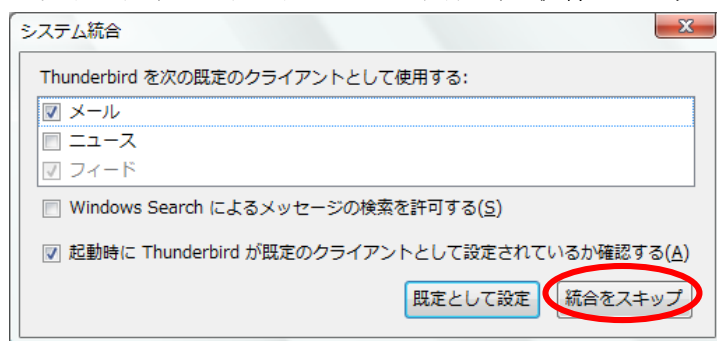 システム統合
Thunderbird を次の既定のクライアントとして使用する:
メール
ニュース
フィード
Windows Search によるメッセージの検索を許可する(S)
起動時に Thunderbird が既定のクライアントとして設定されているか確認する(A)
既定として設定 統合をスキップ